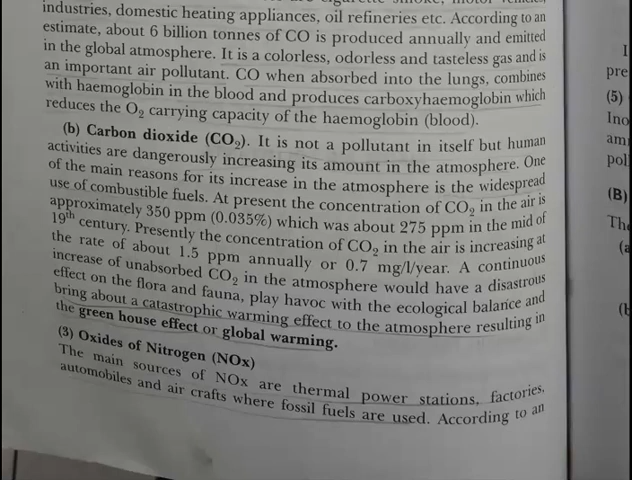 industries, domestic heating appliances, oil refineries etc. According to an
estimate, about 6 billion tonnes of CO is produced annually and emitted
in the global atmosphere. It is a colorless, odorless and tasteless gas and is
an important air pollutant. CO when absorbed into the lungs, combines
with haemoglobin in the blood and produces carboxyhaemoglobin which
reduces the O₂ carrying capacity of the haemoglobin (blood).
(b) Carbon dioxide (CO₂). It is not a pollutant in itself but human
activities are dangerously increasing its amount in the atmosphere. One
of the main reasons for its increase in the atmosphere is the widespread
use of combustible fuels. At present the concentration of CO₂ in the air is
approximately 350 ppm (0.035%) which was about 275 ppm in the mid of
19th century. Presently the concentration of CO₂ in the air is increasing at
the rate of about 1.5 ppm annually or 0.7 mg/l/year. A continuous
increase of unabsorbed CO₂ in the atmosphere would have a disastrous
effect on the flora and fauna, play havoc with the ecological balance and
bring about a catastrophic warming effect to the atmosphere resulting in
the green house effect or global warming.
(3) Oxides of Nitrogen (NOx)
The main sources of NOx are thermal power stations, factories,
automobiles and air crafts where fossil fuels are used. According to an
pre
(5)
Ino
am
pol
(B)
The
(a
(b